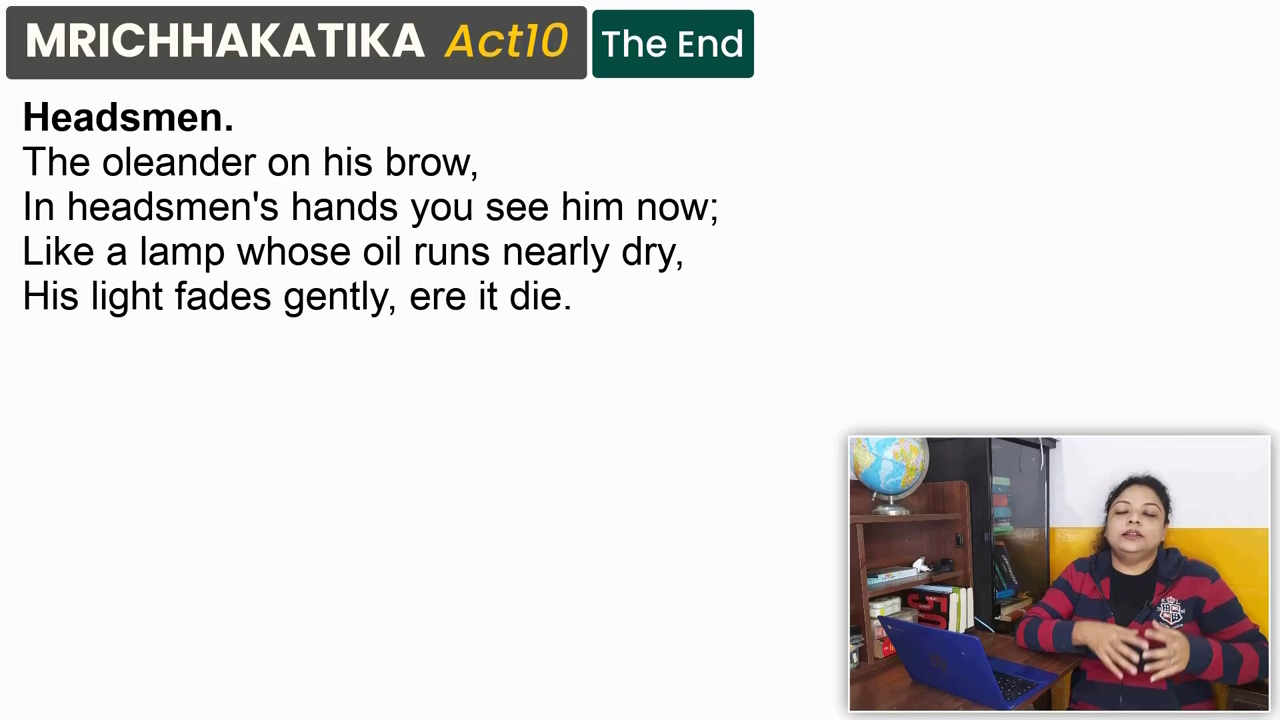 MRICHHAKATIKA Act10 The End
Headsmen.
The oleander on his brow,
In headsmen's hands you see him now;
Like a lamp whose oil runs nearly dry,
His light fades gently, ere it die.